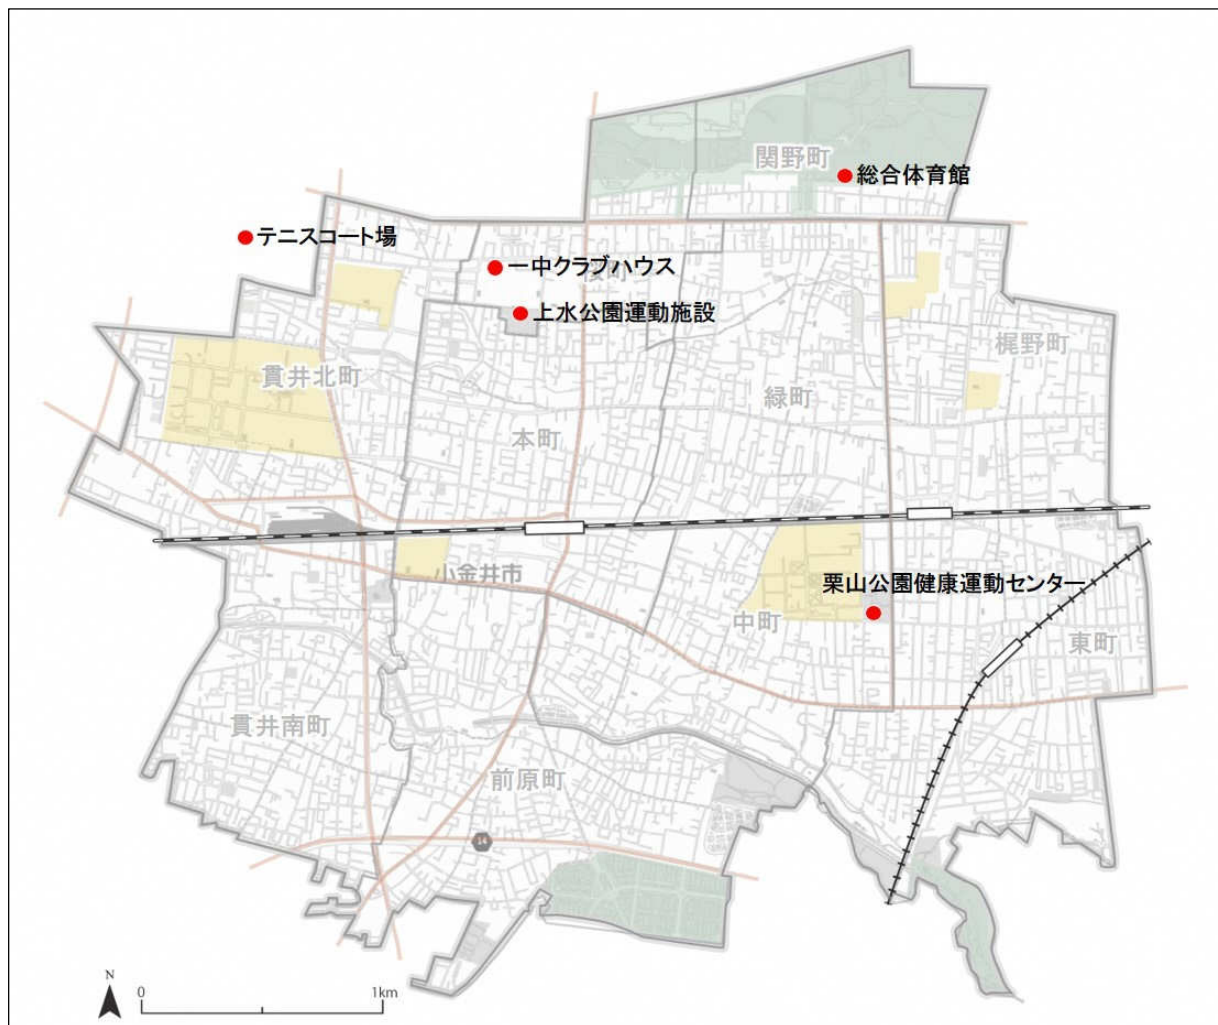 関野町
総合体育館
テニスコート場
一中クラブハウス
桜町
上水公園運動施設
梶野町
貫井北町
緑町
本町
小金井市
栗山公園健康運動センター
中町
東町
貫井南町
前原町
14
N
0
1km